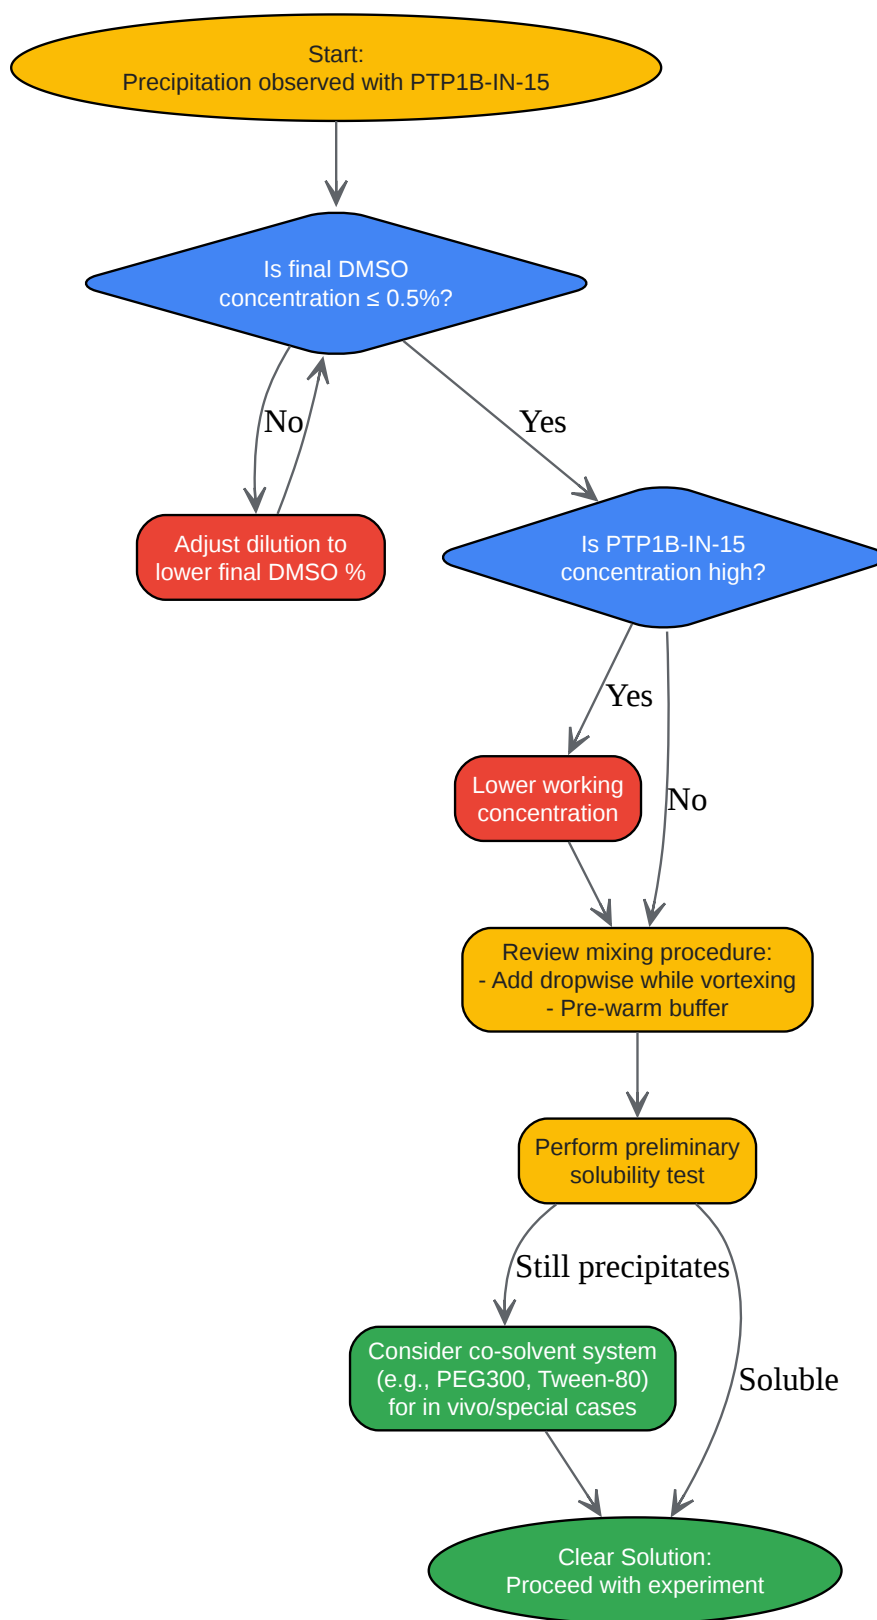 Start:
Precipitation observed with PTP1B-IN-15
Is final DMSO
concentration ≤ 0.5%?
No
Yes
Adjust dilution to
lower final DMSO %
Is PTP1B-IN-15
concentration high?
Yes
No
Lower working
concentration
Review mixing procedure:
- Add dropwise while vortexing
- Pre-warm buffer
Perform preliminary
solubility test
Still precipitates
Soluble
Consider co-solvent system
(e.g., PEG300, Tween-80)
for in vivo/special cases
Clear Solution:
Proceed with experiment